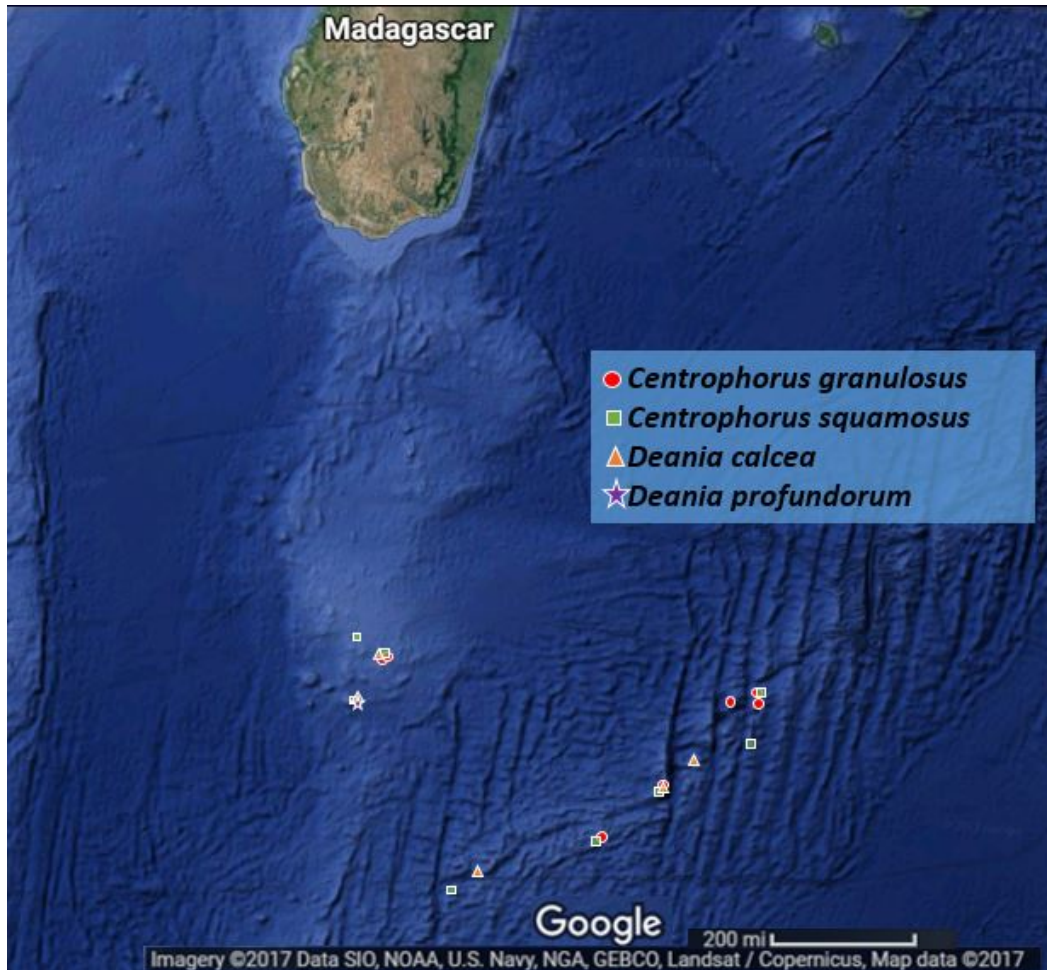 Madagascar
Centrophorus granulosus
Centrophorus squamosus
Deania calcea
Deania profundorum
Google
200 mi
Imagery ©2017 Data SIO, NOAA, U.S. Navy, NGA, GEBCO, Landsat / Copernicus, Map data ©2017